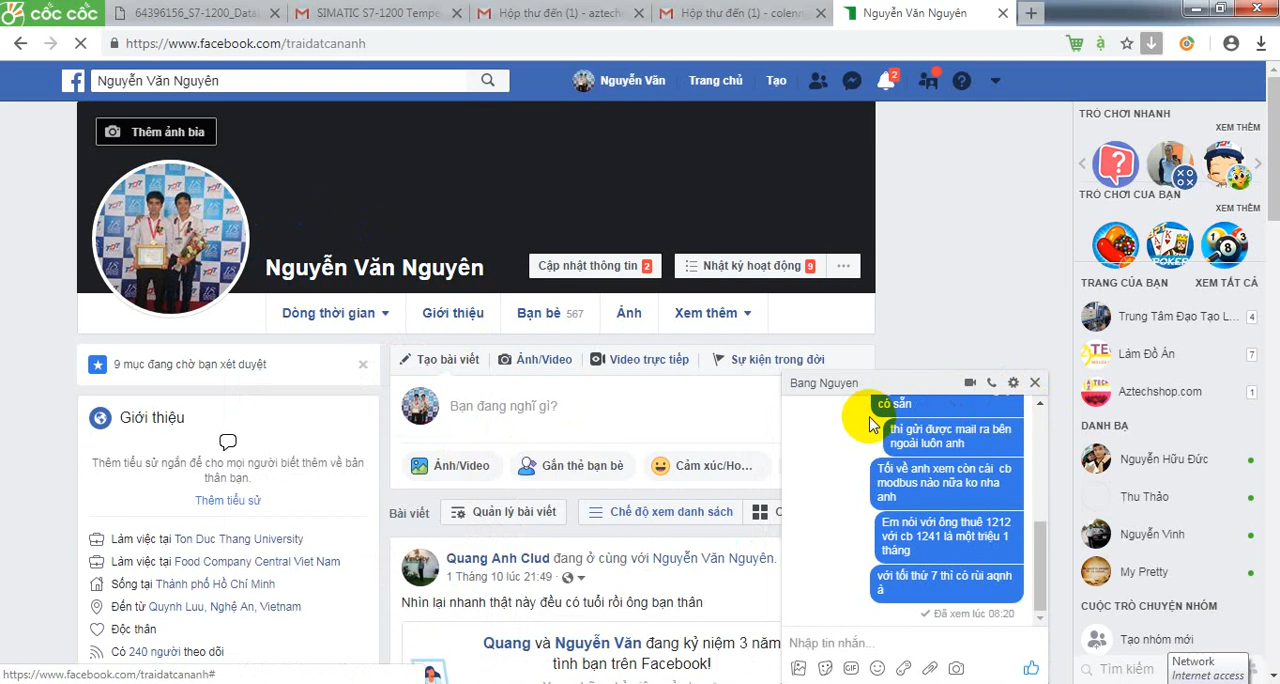 cốc cốc
64396156_S7-1200_Data
SIMATIC S7-1200 Tempe
Hộp thư đến (1) - aztech
Hộp thư đến (1) - colenn
Nguyễn Văn Nguyên
https://www.facebook.com/traidatcananh
Nguyễn Văn Nguyên
Nguyễn Văn
Trang chủ
Tạo
2
Thêm ảnh bìa
Nguyễn Văn Nguyên
Cập nhật thông tin 2
Nhật ký hoạt động 9
Dòng thời gian
Giới thiệu
Bạn bè 567
Ảnh
Xem thêm
9 mục đang chờ bạn xét duyệt
Giới thiệu
Thêm tiểu sử ngắn để cho mọi người biết thêm về bản
thân.
Thêm tiểu sử
Làm việc tại Ton Duc Thang University
Làm việc tại Food Company Central Viet Name
Sống tại Thành phố Hồ Chí Minh
Đến từ Quynh Luu, Nghệ An, Vietnam
Độc thân
Có 240 người theo dõi
https://www.facebook.com/traidatcananh#
Tạo bài viết
Ảnh/Video
Video trực tiếp
Sự kiện trong đời
Bạn đang nghĩ gì?
Ảnh/Video
Gắn thẻ bạn bè
Cảm xúc/Ho...
Bài viết
Quản lý bài viết
Chế độ xem danh sách
Quang Anh Clud đang ở cùng với Nguyễn Văn Nguyên.
1 Tháng 10 lúc 21:49
Nhìn lại nhanh thật này đều có tuổi rồi ông bạn thân
Quang và Nguyễn Văn đang kỷ niệm 3 năm
tình bạn trên Facebook!
Bang Nguyen
có sẵn
thì gửi được mail ra bên
ngoài luôn anh
Tối về anh xem còn cái cb
modbus nào nữa ko nha
anh
Em nói với ông thuê 1212
với cb 1241 là một triệu 1
tháng
với tối thứ 7 thì có rùi aqnh
à
Đã xem lúc 08:20
Nhập tin nhắn...
TRÒ CHƠI NHANH
XEM THÊM
TRÒ CHƠI CỦA BẠN
XEM THÊM
POKER
8
TRANG CỦA BẠN
XEM TẤT CẢ
Trung Tâm Đạo Tạo L...
4
Làm Đồ Án
7
Aztechshop.com
1
DANH BẠ
Nguyễn Hữu Đức
Thu Thảo
Nguyễn Vinh
My Pretty
CUỘC TRÒ CHUYỆN NHÓM
Tạo nhóm mới
Tìm kiếm
Network
Internet access